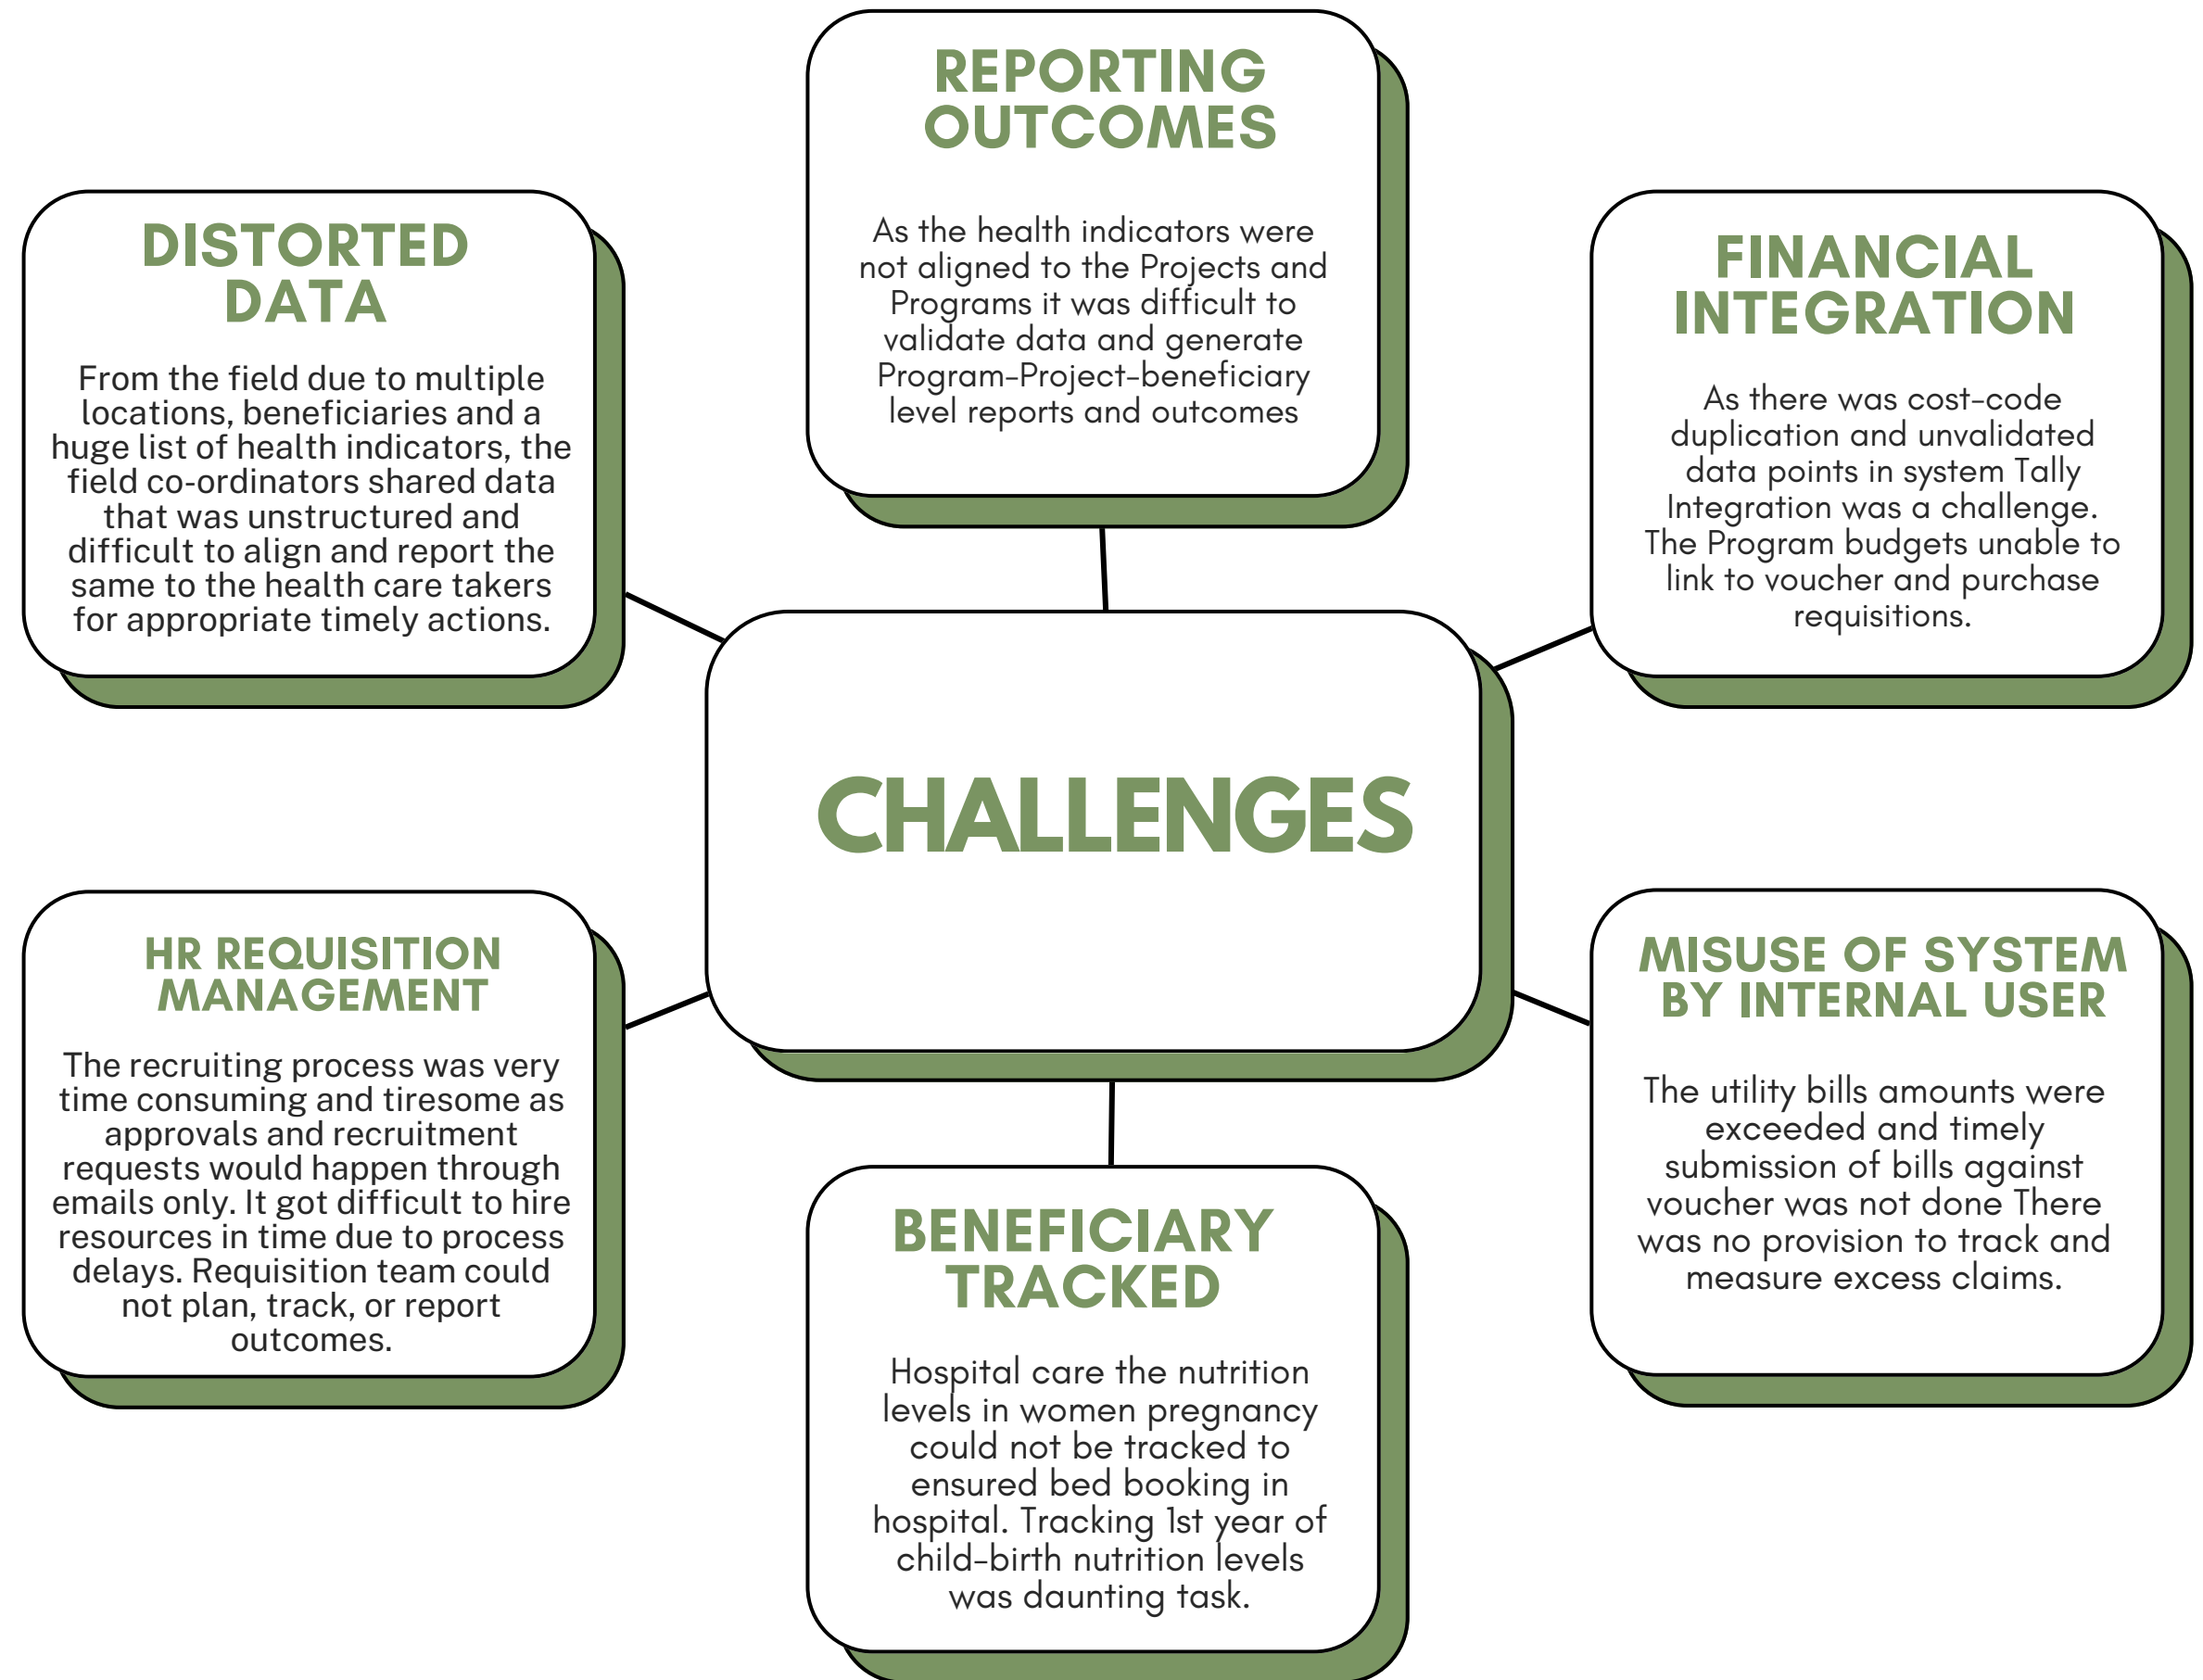 REPORTING
OUTCOMES
As the health indicators were
not aligned to the Projects and
Programs it was difficult to
validate data and generate
Program-Project-beneficiary
level reports and outcomes
DISTORTED
DATA
From the field due to multiple
locations, beneficiaries and a
huge list of health indicators, the
field co-ordinators shared data
that was unstructured and
difficult to align and report the
same to the health care takers
for appropriate timely actions.
FINANCIAL
INTEGRATION
As there was cost-code
duplication and unvalidated
data points in system Tally
Integration was a challenge.
The Program budgets unable to
link to voucher and purchase
requisitions.
CHALLENGES
HR REQUISITION
MANAGEMENT
The recruiting process was very
time consuming and tiresome as
approvals and recruitment
requests would happen through
emails only. It got difficult to hire
resources in time due to process
delays. Requisition team could
not plan, track, or report
outcomes.
MISUSE OF SYSTEM
BY INTERNAL USER
The utility bills amounts were
exceeded and timely
submission of bills against
voucher was not done There
was no provision to track and
measure excess claims.
BENEFICIARY
TRACKED
Hospital care the nutrition
levels in women pregnancy
could not be tracked to
ensured bed booking in
hospital. Tracking 1st year of
child-birth nutrition levels
was daunting task.